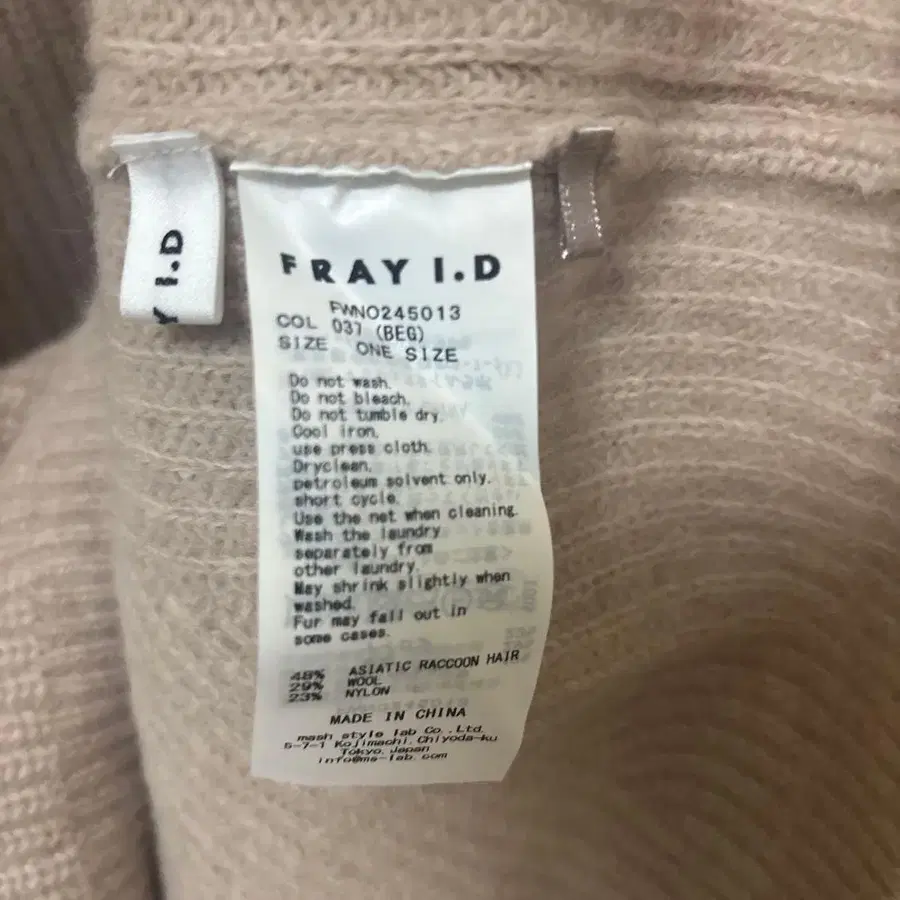 Y I.D
FRAY I.D
FWNO245013
COL 037 (BEG)
SIZE ONE SIZE
Do not wash.
Do not bleach.
Do not tumble dry.
Cool iron.
use press cloth.
Dryclean.
petroleum solvent only.
short cycle.
Use the net when cleaning.
Wash the laundry
separately from
other laundry.
May shrink slightly when
washed.
Fur may fall out in
some cases.
48% ASIATIC RACCOON HAIR
29% WOOL
23% NYLON
MADE IN CHINA
mash style lab Co.,Ltd.
5-7-1 Kojimachi, Chiyoda-ku
Tokyo, Japan
info@ms-lab.com